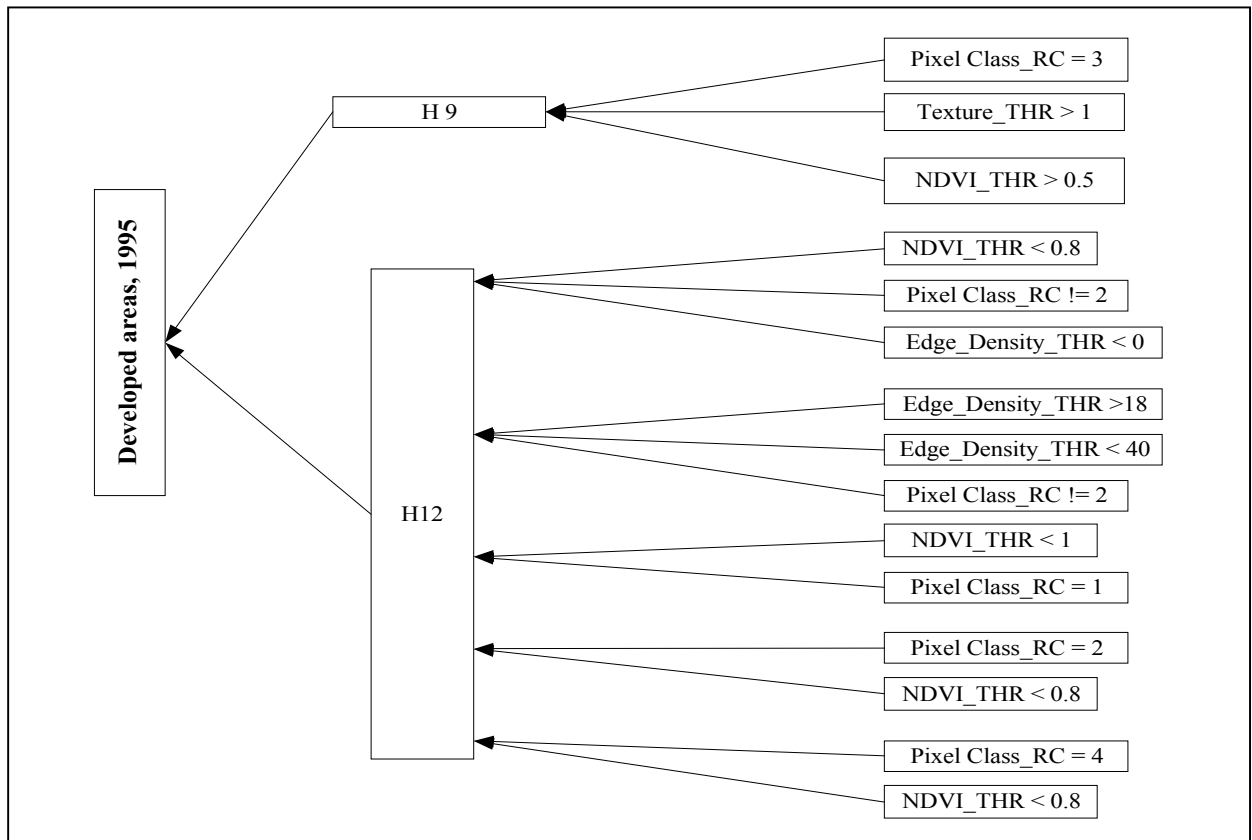 Developed areas, 1995
H 9
Pixel Class_RC = 3
Texture_THR > 1
NDVI_THR > 0.5
H12
NDVI_THR < 0.8
Pixel Class_RC != 2
Edge_Density_THR < 0
Edge_Density_THR >18
Edge_Density_THR < 40
Pixel Class_RC != 2
NDVI_THR < 1
Pixel Class_RC = 1
Pixel Class_RC = 2
NDVI_THR < 0.8
Pixel Class_RC = 4
NDVI_THR < 0.8